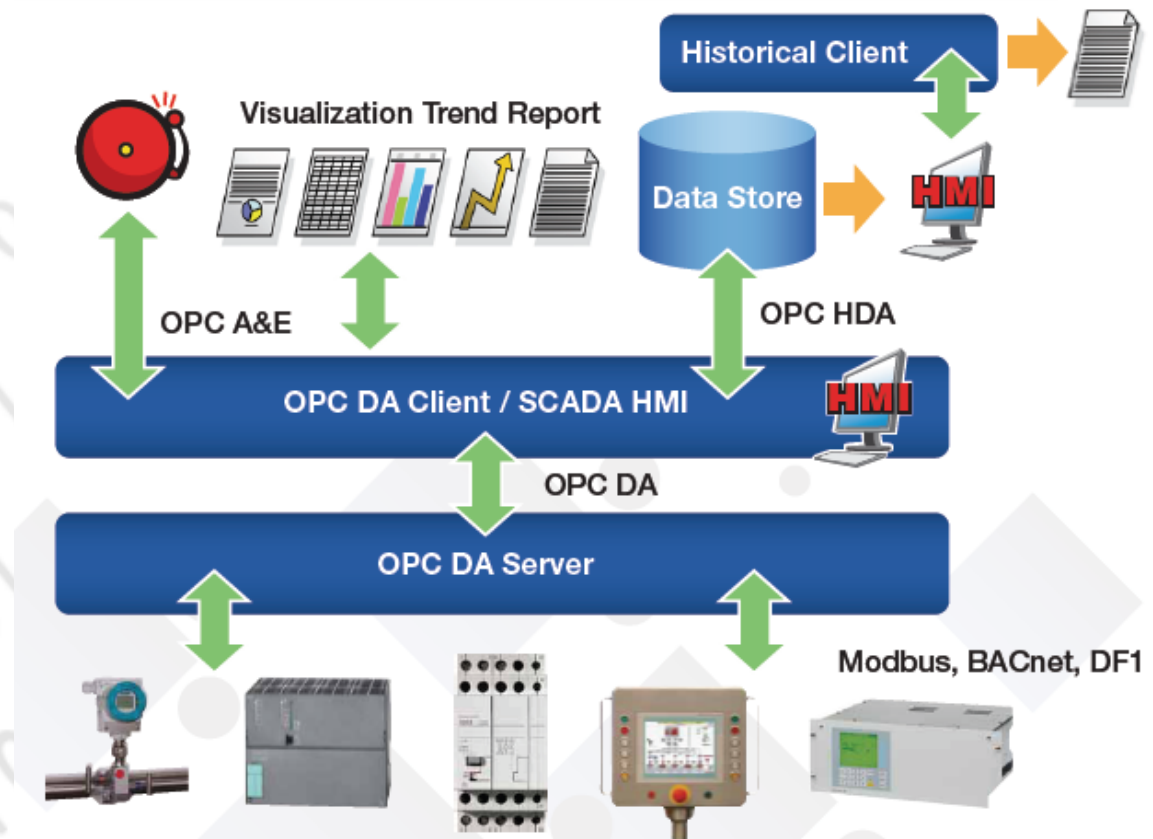 Historical Client
Visualization Trend Report
Data Store
HMI
OPC A&E
OPC HDA
OPC DA Client / SCADA HMI
HMI
OPC DA
OPC DA Server
Modbus, BACnet, DF1